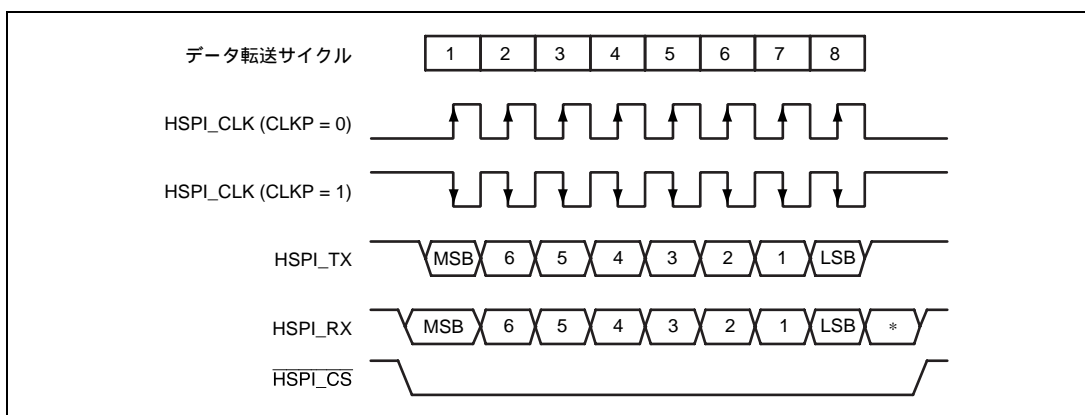 データ転送サイクル 1 2 3 4 5 6 7 8
HSPI_CLK (CLKP = 0)
HSPI_CLK (CLKP = 1)
HSPI_TX MSB 6 5 4 3 2 1 LSB
HSPI_RX MSB 6 5 4 3 2 1 LSB *
HSPI_CS